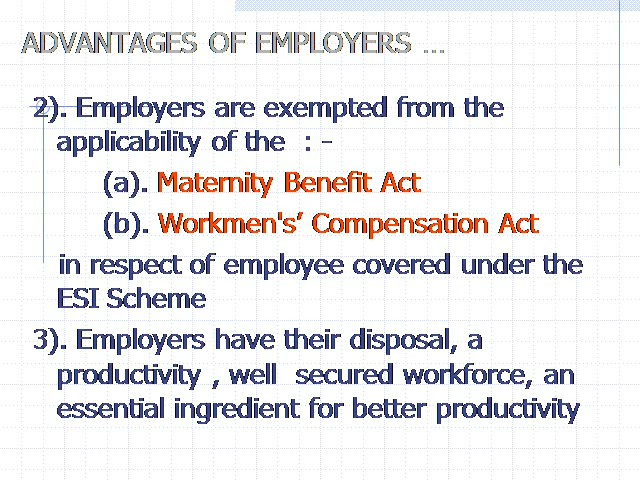 ADVANTAGES OF EMPLOYERS ...
2). Employers are exempted from the
applicability of the : -
(a). Maternity Benefit Act
(b). Workmen's’ Compensation Act
in respect of employee covered under the
ESI Scheme
3). Employers have their disposal, a
productivity , well secured workforce, an
essential ingredient for better productivity